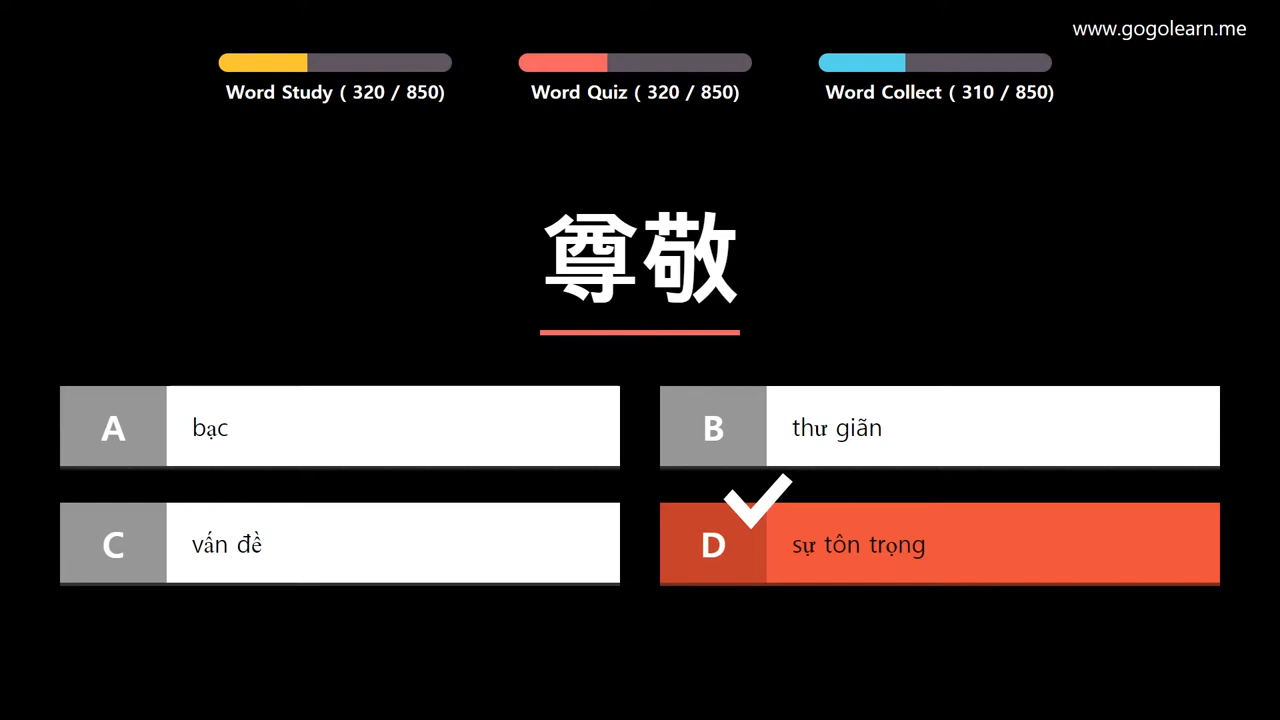 www.gogolearn.me
Word Study ( 320 / 850)
Word Quiz ( 320 / 850)
Word Collect ( 310 / 850)
尊敬
A bạc
B thư giãn
C vấn đề
D sự tôn trọng